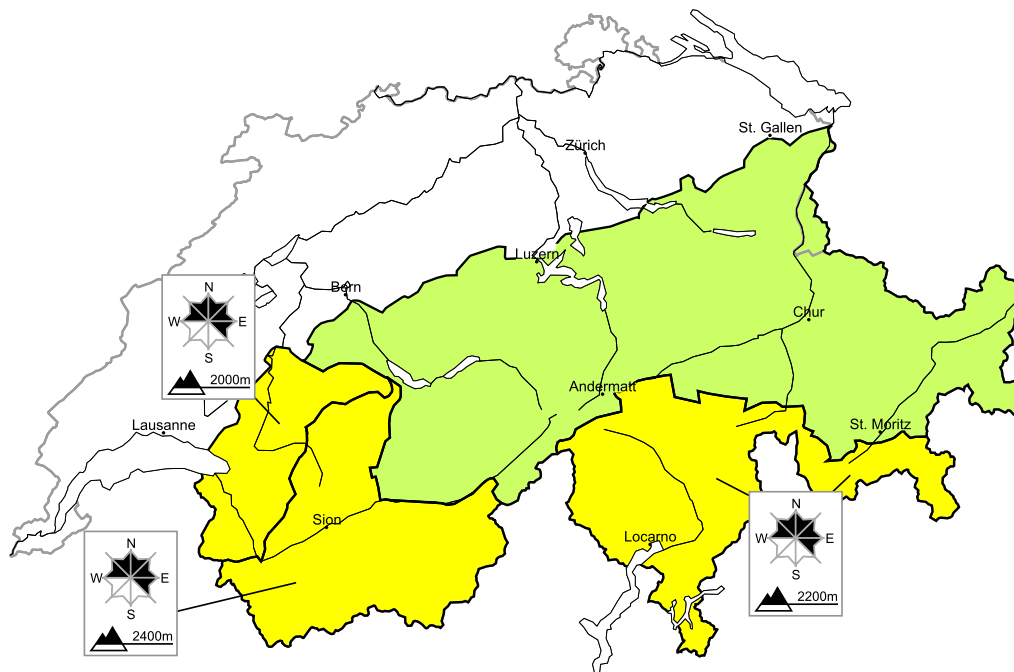 St. Gallen
Zürich
Luzern
Bern
N
W E
S
2000m
Chur
Andermatt
Lausanne
St. Moritz
Sion
Locarno
N
W E
S
2200m
N
W E
S
2400m